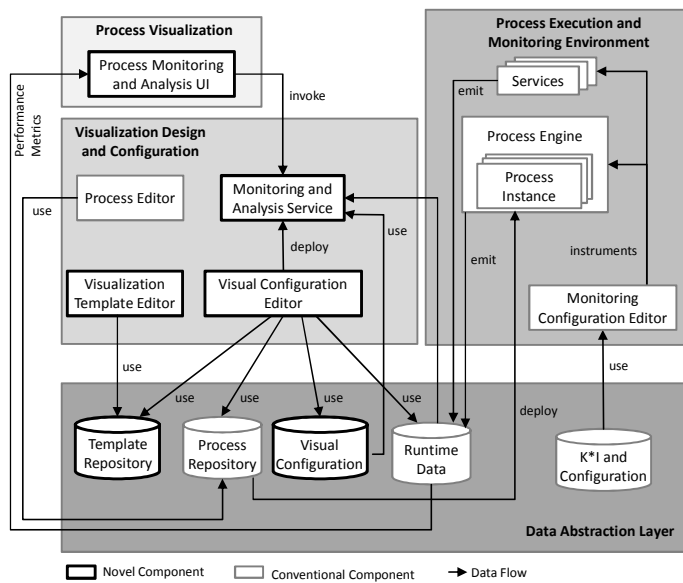 Process Visualization
Process Monitoring
and Analysis UI
Performance
Metrics
invoke
Process Execution and
Monitoring Environment
Services
emit
Process Engine
Process
Instance
emit
instruments
Monitoring
Configuration Editor
use
Visualization Design
and Configuration
Process Editor
use
Monitoring and
Analysis Service
use
deploy
Visualization
Template Editor
Visual Configuration
Editor
use
use
use
use
use
deploy
Template
Repository
Process
Repository
Visual
Configuration
Runtime
Data
K*I and
Configuration
Data Abstraction Layer
Novel Component
Conventional Component
Data Flow